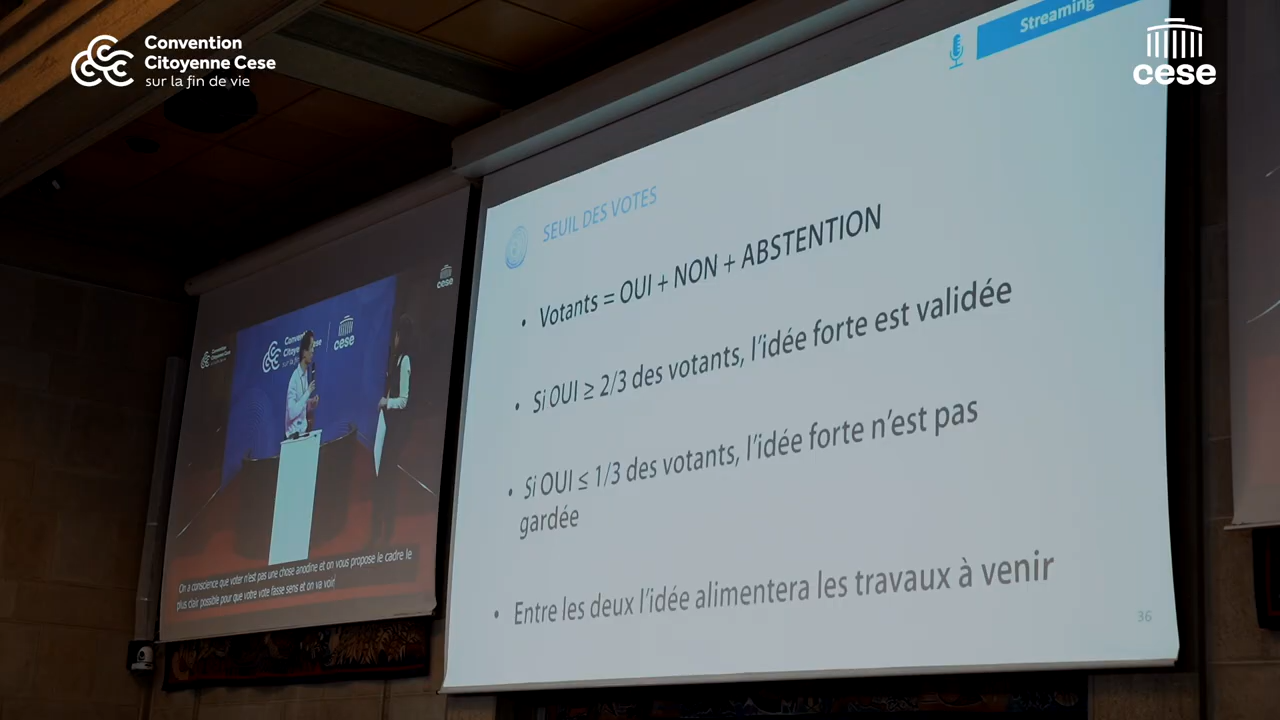 Convention
Citoyenne Cese
sur la fin de vie
cese
Streaming
SEUIL DES VOTES
• Votants = OUI + NON + ABSTENTION
• Si OUI ≥ 2/3 des votants, l'idée forte est validée
• Si OUI ≤ 1/3 des votants, l'idée forte n'est pas
gardée
• Entre les deux l'idée alimentera les travaux à venir
36
cese
cese
On a conscience que voter n'est pas une chose anodine et on vous propose le cadre le
plus clair possible pour que votre vote fasse sens et on va voir